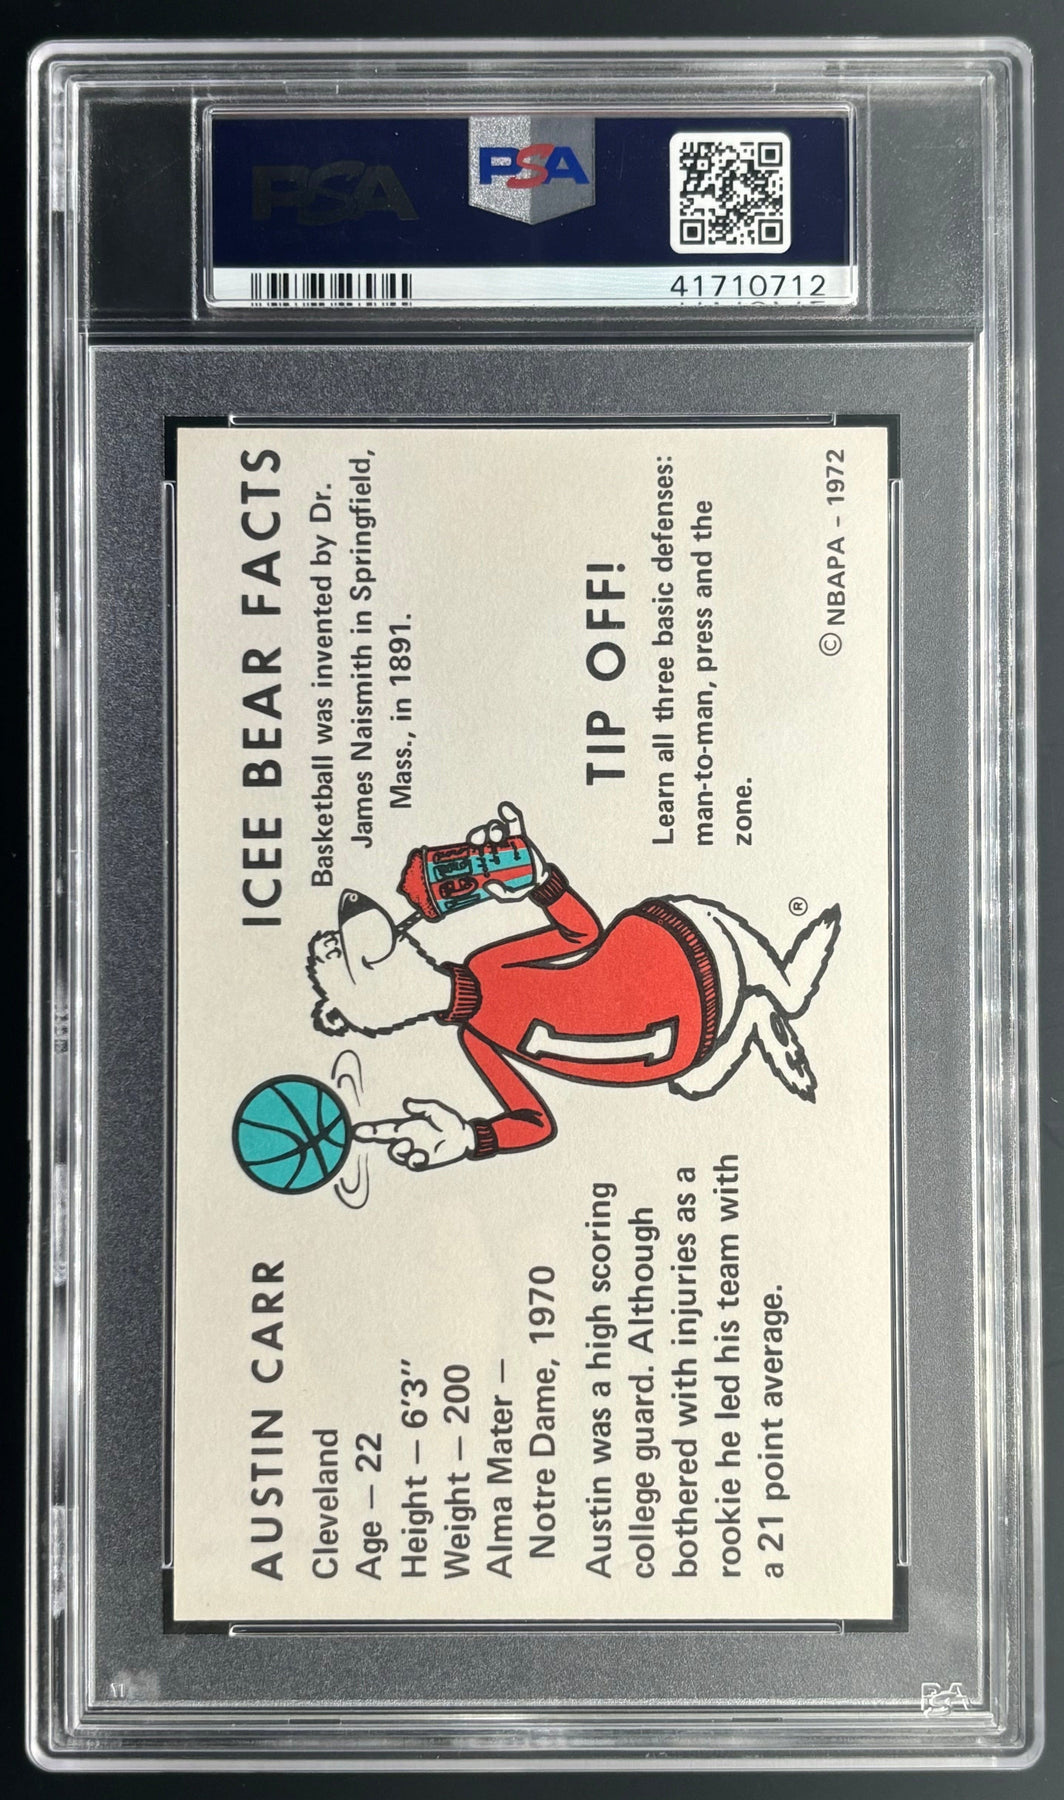 PSA
PSA
41710712
AUSTIN CARR
Cleveland
Age — 22
Height — 6'3"
Weight — 200
Alma Mater —
Notre Dame, 1970
Austin was a high scoring
college guard. Although
bothered with injuries as a
rookie he led his team with
a 21 point average.
1
®
ICEE BEAR FACTS
Basketball was invented by Dr.
James Naismith in Springfield,
Mass., in 1891.
TIP OFF!
Learn all three basic defenses:
man-to-man, press and the
zone.
© NBAPA – 1972
PSA